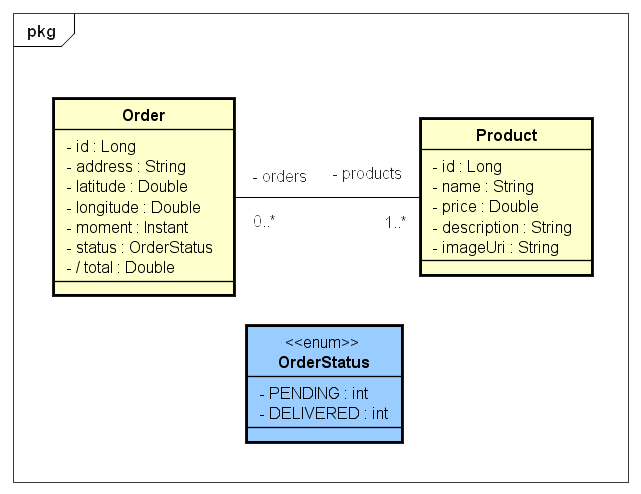 pkg
Order
- id : Long
- address : String
- latitude : Double
- longitude : Double
- moment : Instant
- status : OrderStatus
- / total : Double
- orders
0..*
- products
1..*
Product
- id : Long
- name : String
- price : Double
- description : String
- imageUri : String
<<enum>>
OrderStatus
- PENDING : int
- DELIVERED : int